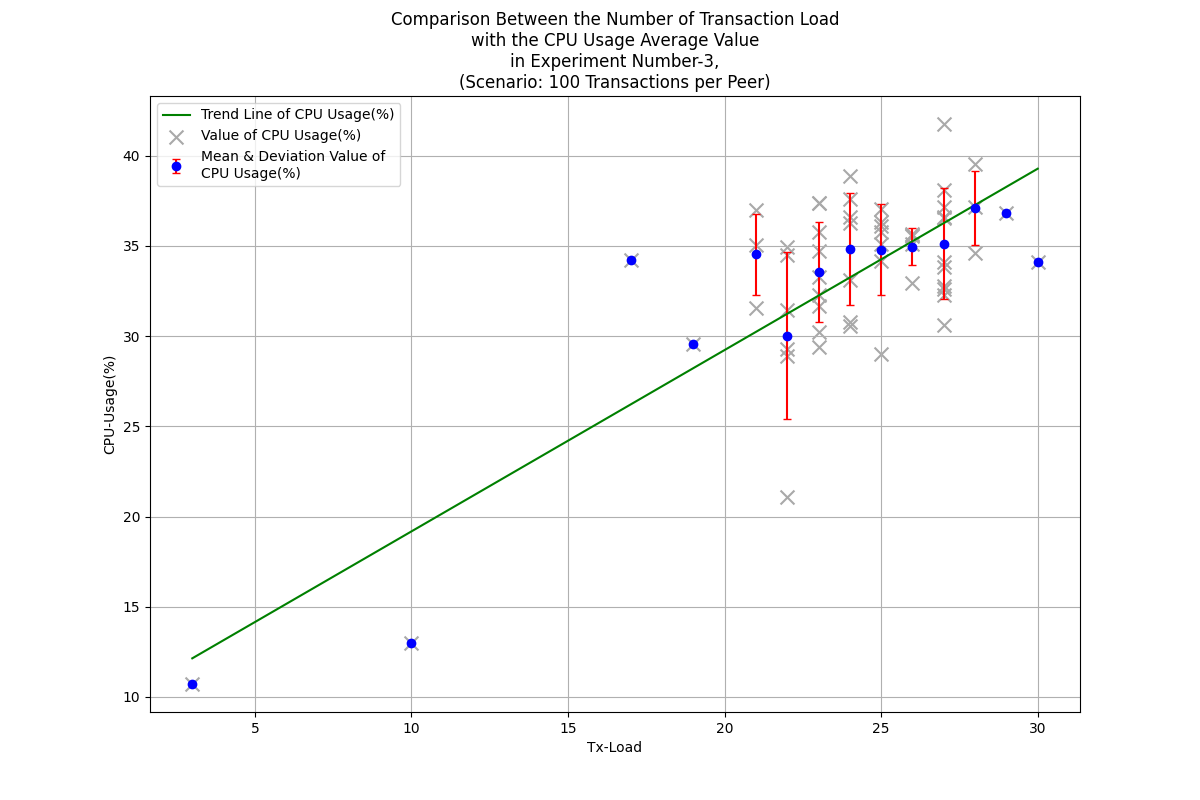 Comparison Between the Number of Transaction Load
with the CPU Usage Average Value
in Experiment Number-3,
(Scenario: 100 Transactions per Peer)
Trend Line of CPU Usage(%)
Value of CPU Usage(%)
Mean & Deviation Value of
CPU Usage(%)
40
35
30
25
20
15
10
CPU-Usage(%)
5
10
15
20
25
30
Tx-Load